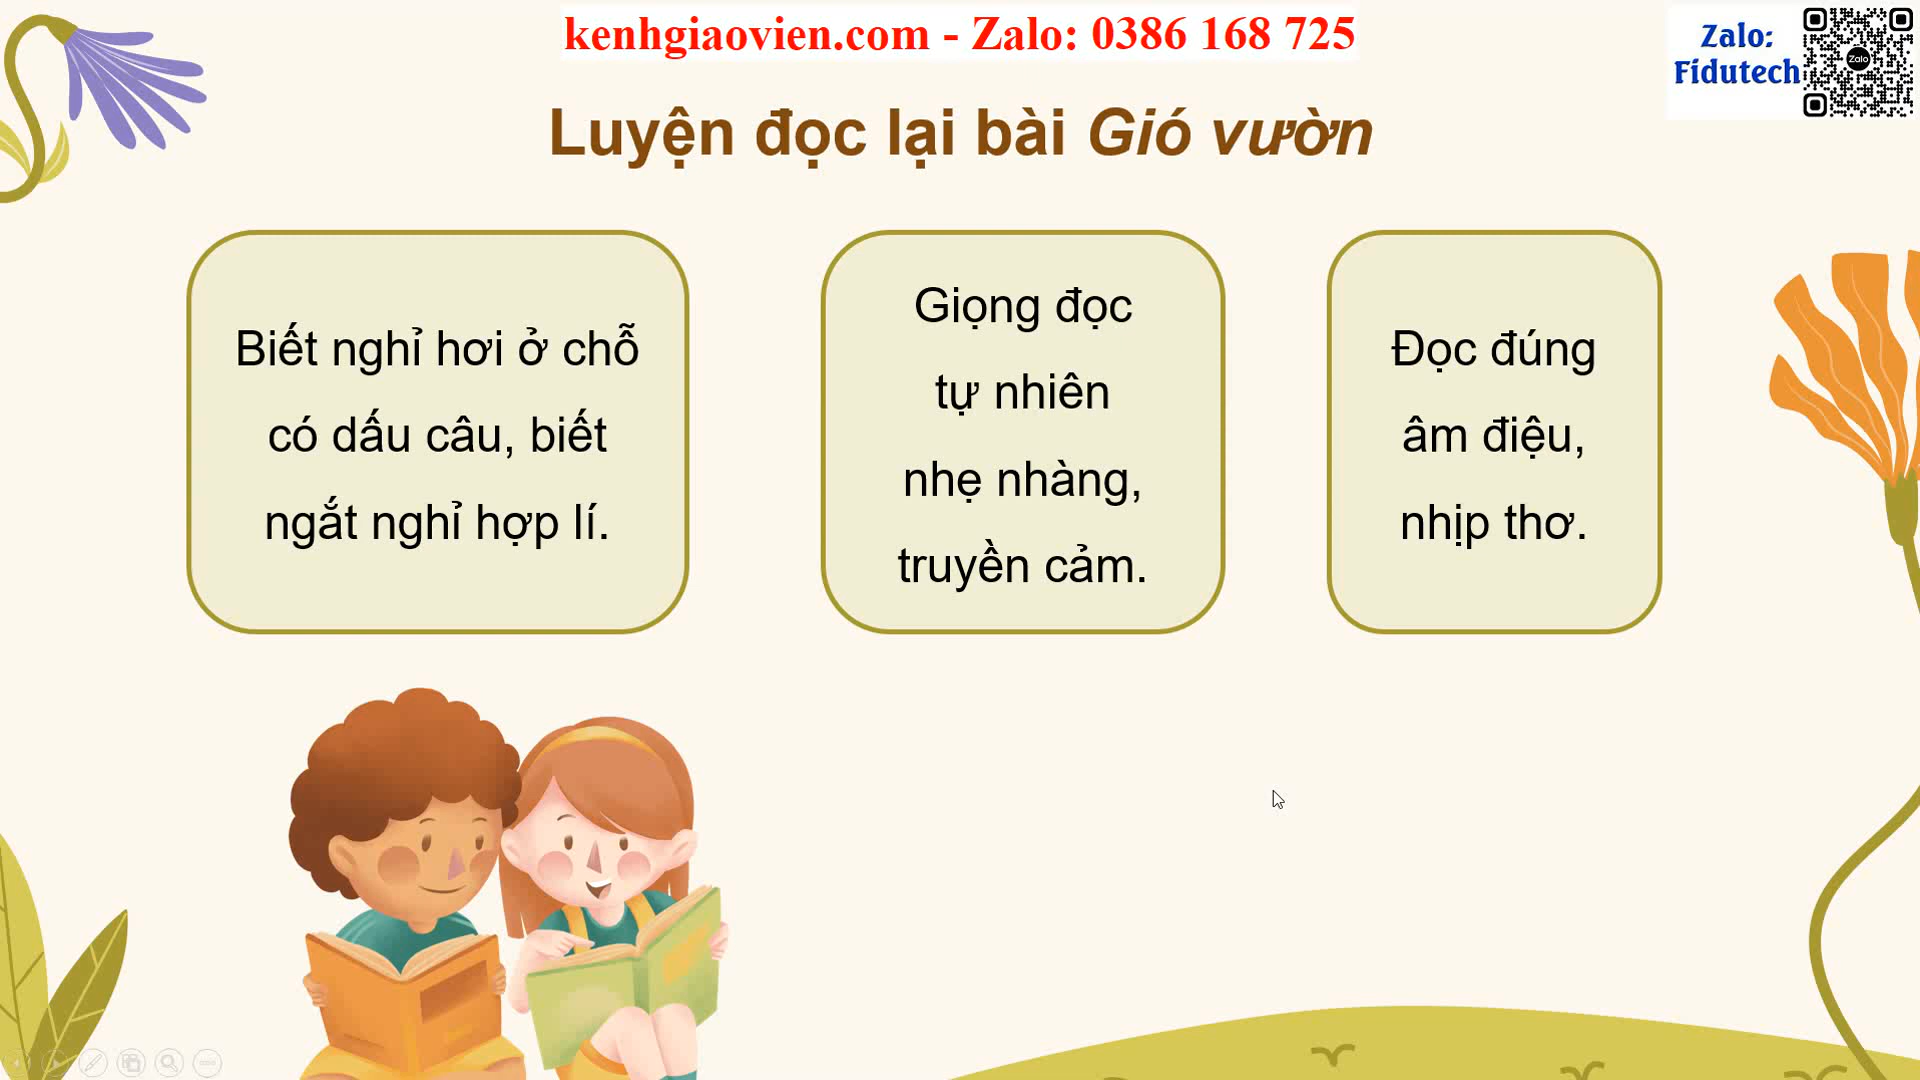 kenhgiaovien.com - Zalo: 0386 168 725
Zalo:
Fidutech
Zalo
Luyện đọc lại bài Gió vườn
Biết nghỉ hơi ở chỗ
có dấu câu, biết
ngắt nghỉ hợp lí.
Giọng đọc
tự nhiên
nhẹ nhàng,
truyền cảm.
Đọc đúng
âm điệu,
nhịp thơ.